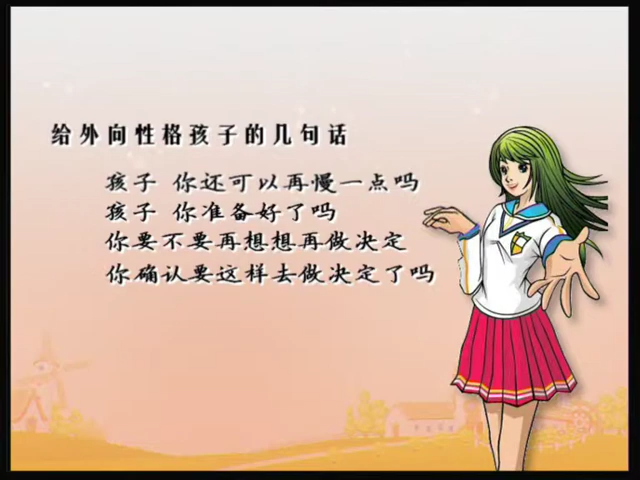 给外向性格孩子的几句话
孩子 你还可以再慢一点吗
孩子 你准备好了吗
你要不要再想想再做决定
你确认要这样去做决定了吗